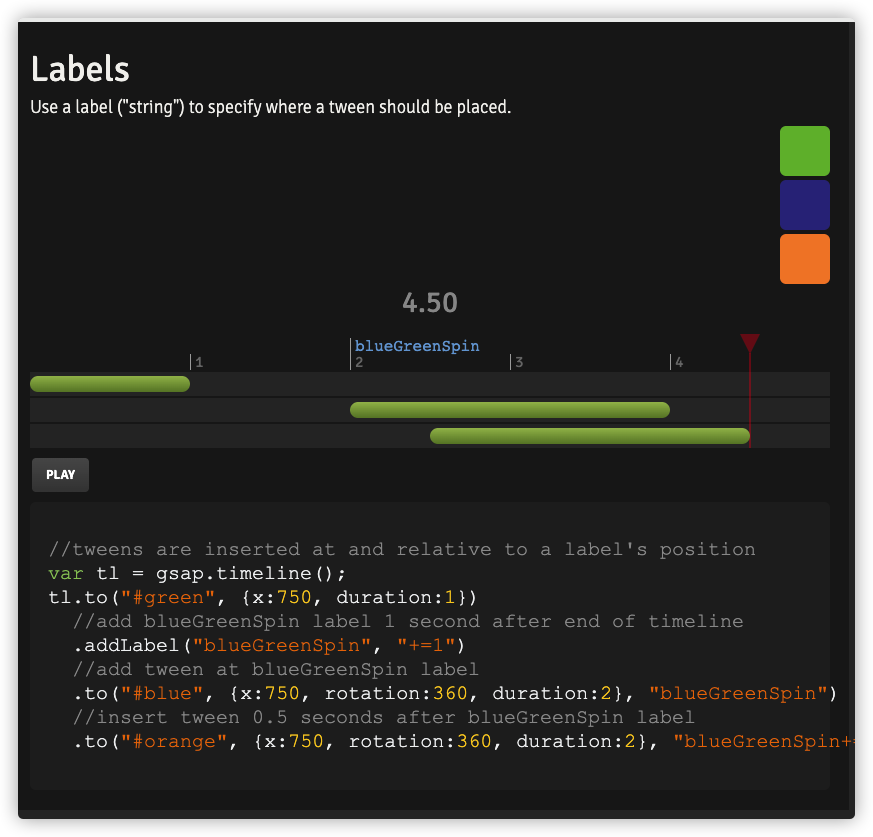 Labels
Use a label ("string") to specify where a tween should be placed.
4.50
blueGreenSpin
1 2 3 4
PLAY
//tweens are inserted at and relative to a label's position
var tl = gsap.timeline();
tl.to("#green", {x:750, duration:1})
//add blueGreenSpin label 1 second after end of timeline
.addLabel("blueGreenSpin", "+=1")
//add tween at blueGreenSpin label
.to("#blue", {x:750, rotation:360, duration:2}, "blueGreenSpin")
//insert tween 0.5 seconds after blueGreenSpin label
.to("#orange", {x:750, rotation:360, duration:2}, "blueGreenSpin+